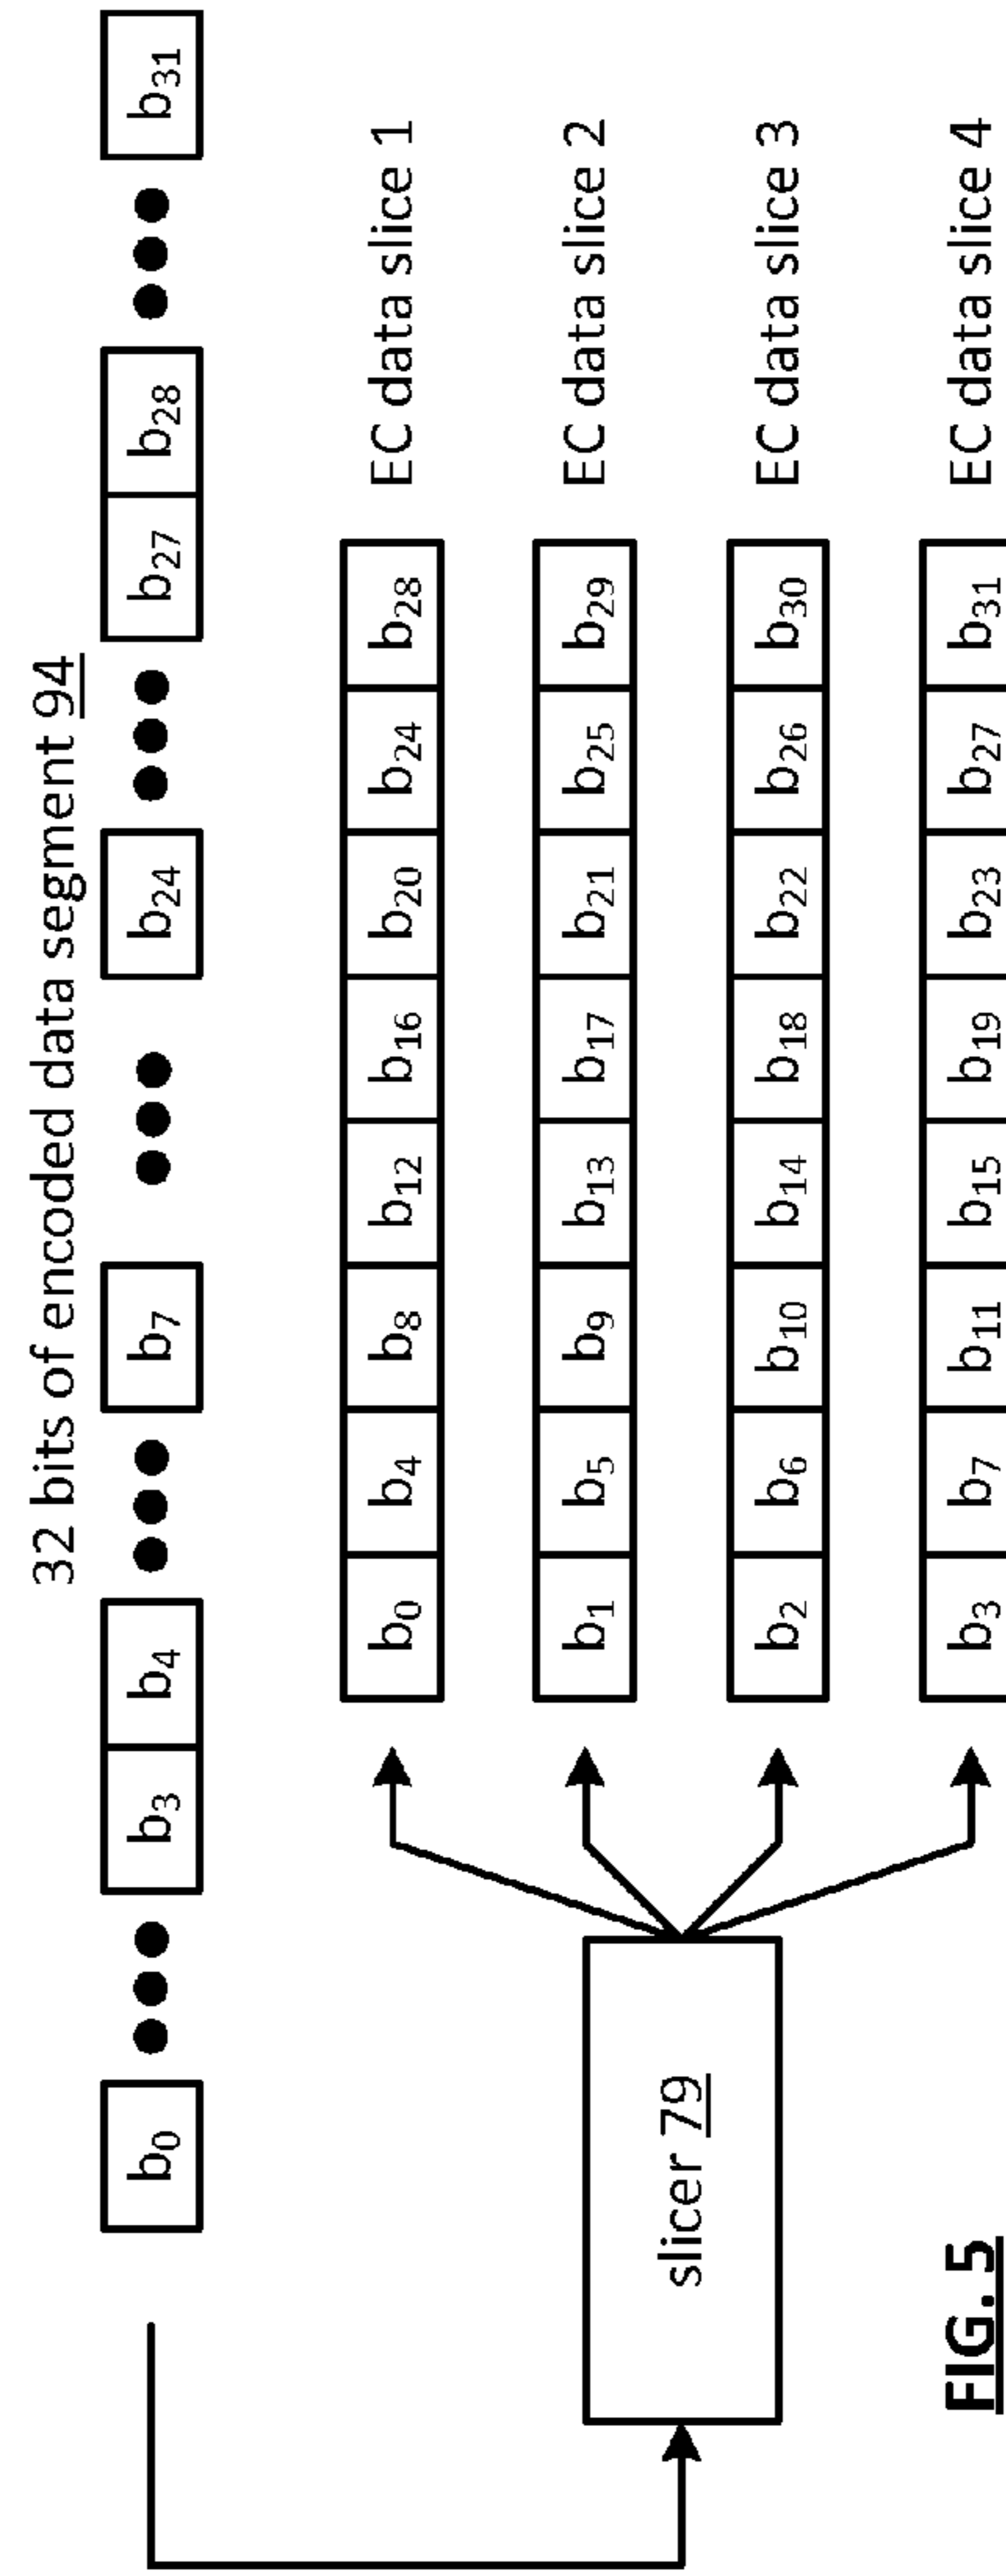 32 bits of encoded data segment 94
b0 b3 b4 b7 b24 b27 b28 b31
b0 b4 b8 b12 b16 b20 b24 b28 EC data slice 1
b1 b5 b9 b13 b17 b21 b25 b29 EC data slice 2
slicer 79
b2 b6 b10 b14 b18 b22 b26 b30 EC data slice 3
b3 b7 b11 b15 b19 b23 b27 b31 EC data slice 4
FIG. 5